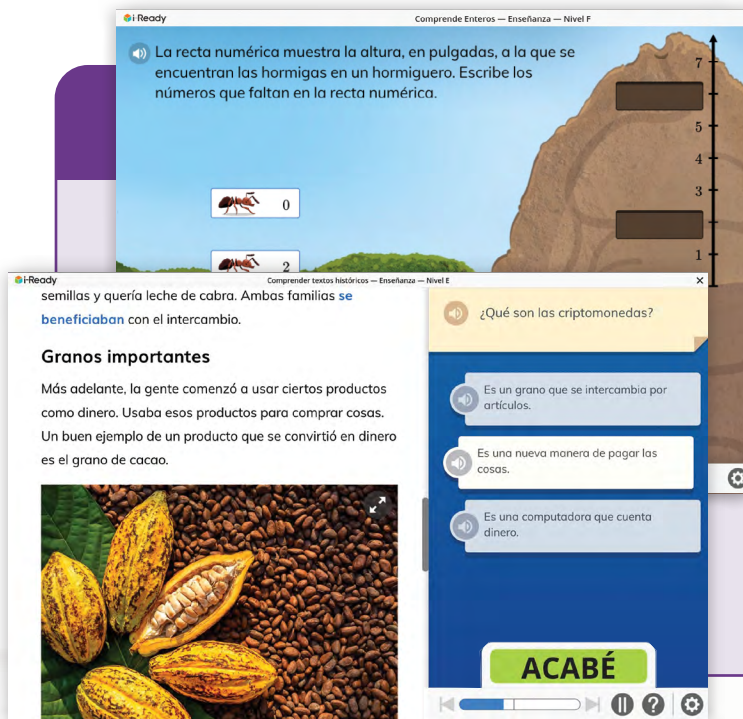 i-Ready
Comprende Enteros — Enseñanza — Nivel F
La recta numérica muestra la altura, en pulgadas, a la que se
encuentran las hormigas en un hormiguero. Escribe los
números que faltan en la recta numérica.
7
5
4
3
1
0
2
i-Ready
Comprender textos históricos — Enseñanza — Nivel E
semillas y quería leche de cabra. Ambas familias se
beneficiaban con el intercambio.
Granos importantes
Más adelante, la gente comenzó a usar ciertos productos
como dinero. Usaba esos productos para comprar cosas.
Un buen ejemplo de un producto que se convirtió en dinero
es el grano de cacao.
¿Qué son las criptomonedas?
Es un grano que se intercambia por
artículos.
Es una nueva manera de pagar las
cosas.
Es una computadora que cuenta
dinero.
ACABÉ